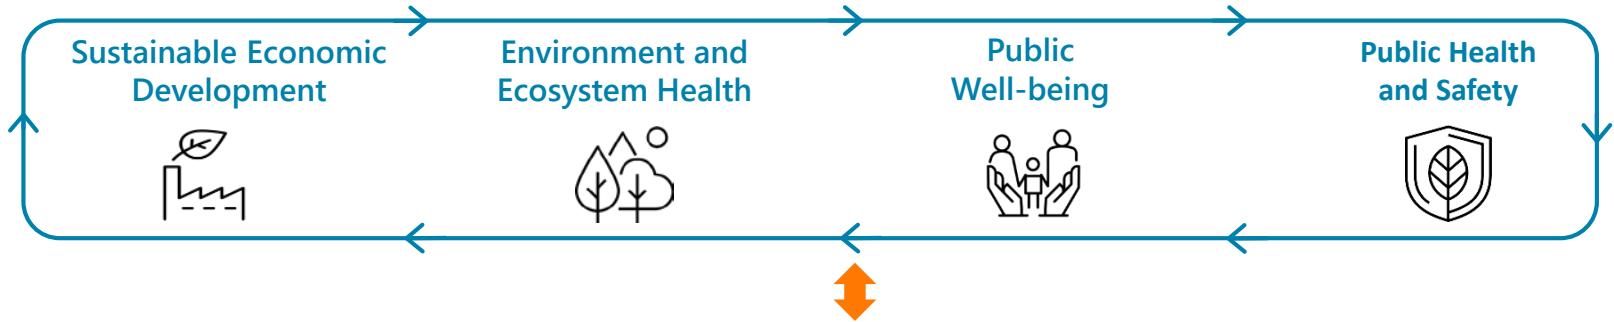 Sustainable Economic
Development
Environment and
Ecosystem Health
Public
Well-being
Public Health
and Safety